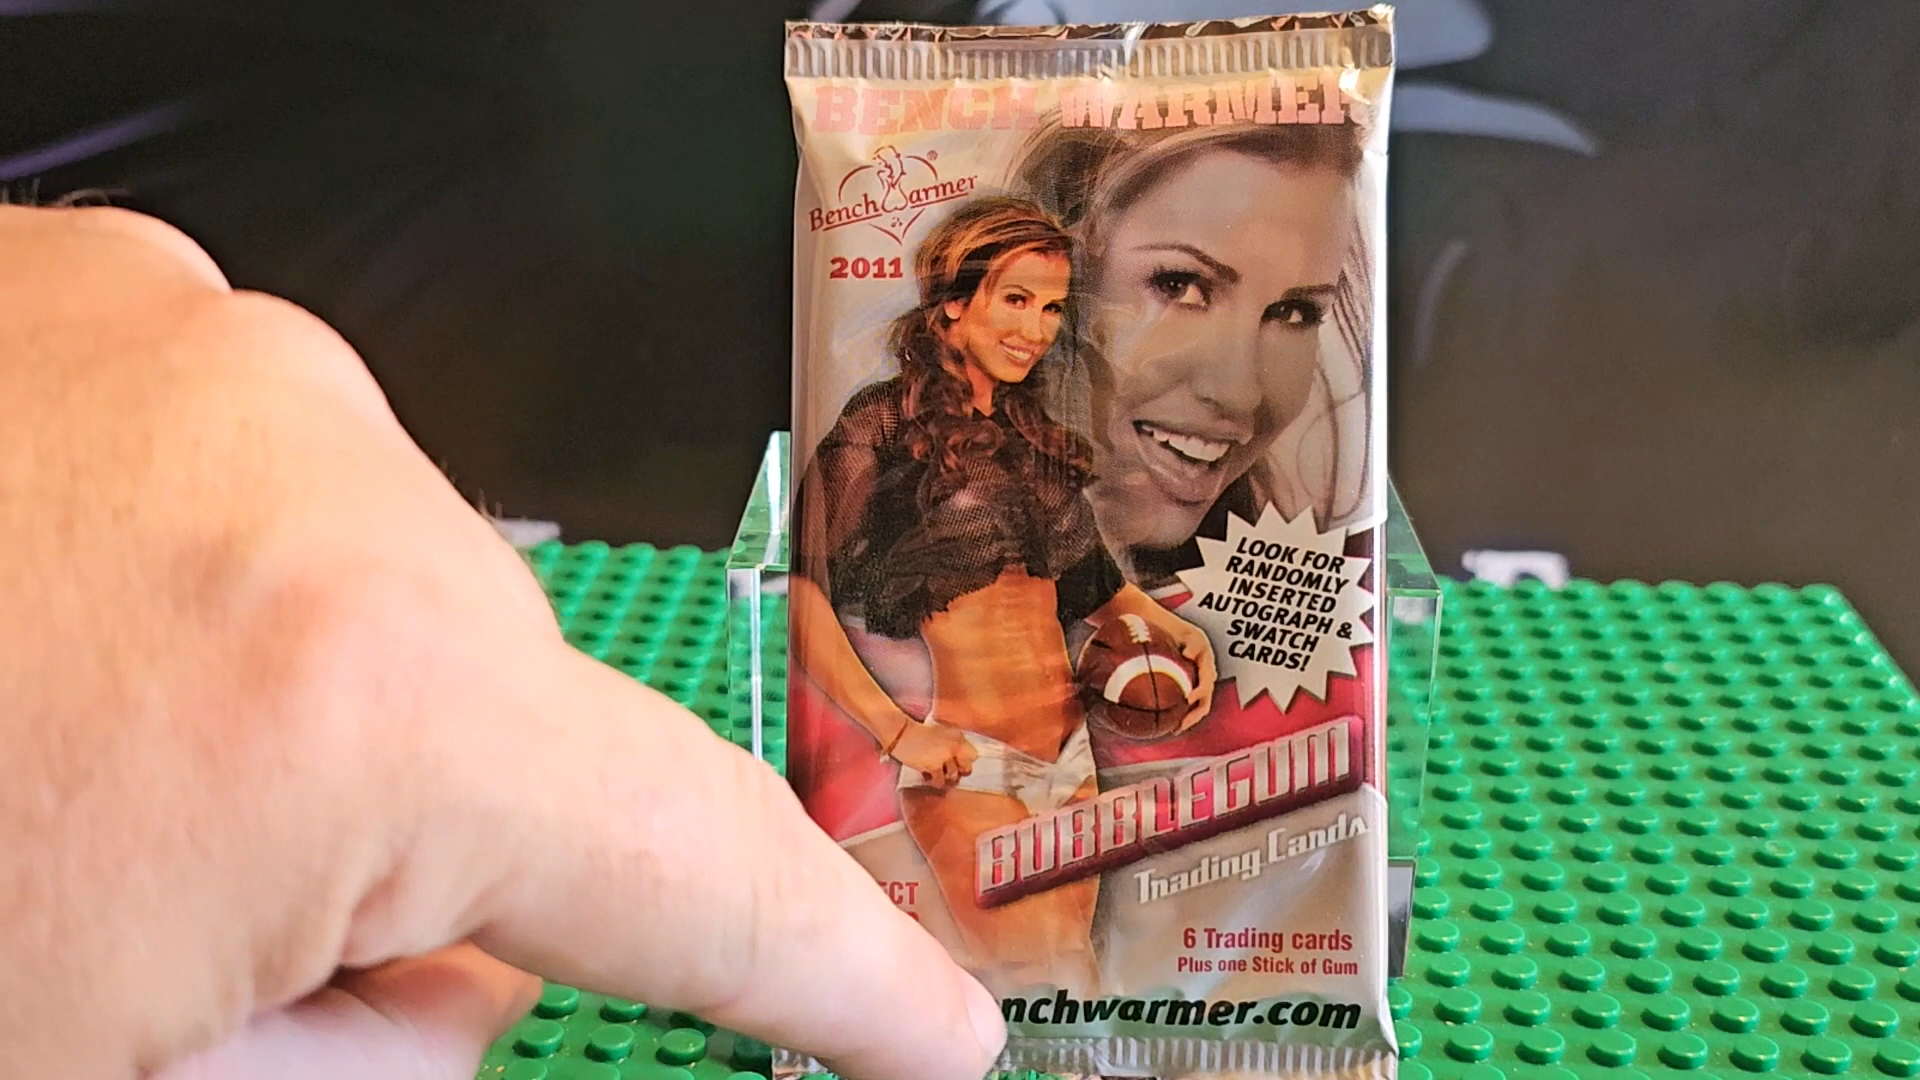 BENCH WARMER
BenchWarmer®
2011
LOOK FOR
RANDOMLY
INSERTED
AUTOGRAPH &
SWATCH
CARDS!
BUBBLEGUM
Trading Cards
6 Trading cards
Plus one Stick of Gum
nchwarmer.com